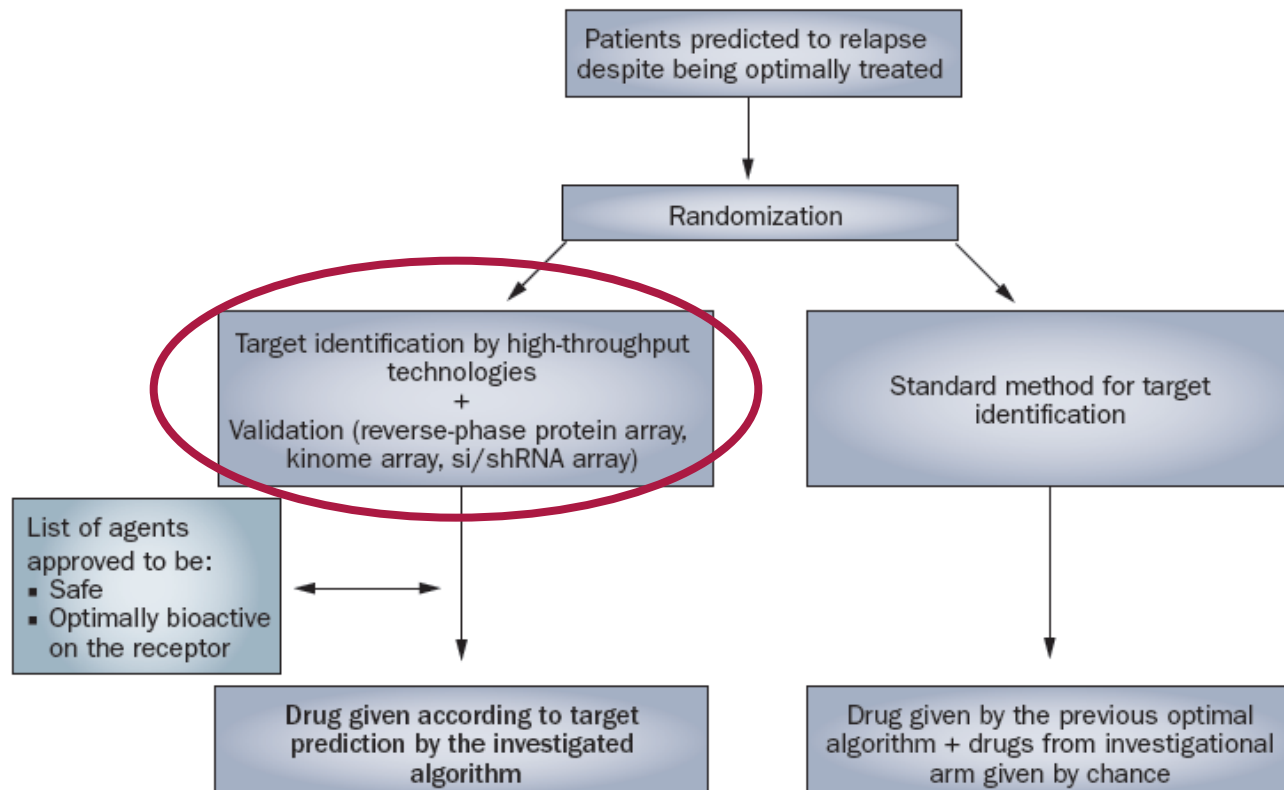 Patients predicted to relapse
despite being optimally treated
Randomization
Target identification by high-throughput
technologies
+
Validation (reverse-phase protein array,
kinome array, si/shRNA array)
Standard method for target
identification
List of agents
approved to be:
▪ Safe
▪ Optimally bioactive
on the receptor
Drug given according to target
prediction by the investigated
algorithm
Drug given by the previous optimal
algorithm + drugs from investigational
arm given by chance